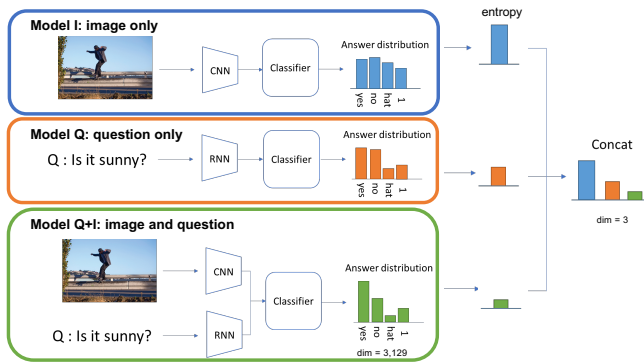 Model I: image only
CNN
Classifier
Answer distribution
yes
no
hat
1
entropy
Model Q: question only
Q : Is it sunny?
RNN
Classifier
Answer distribution
yes
no
hat
1
Concat
dim = 3
Model Q+I: image and question
CNN
Q : Is it sunny?
RNN
Classifier
Answer distribution
yes
no
hat
1
dim = 3,129